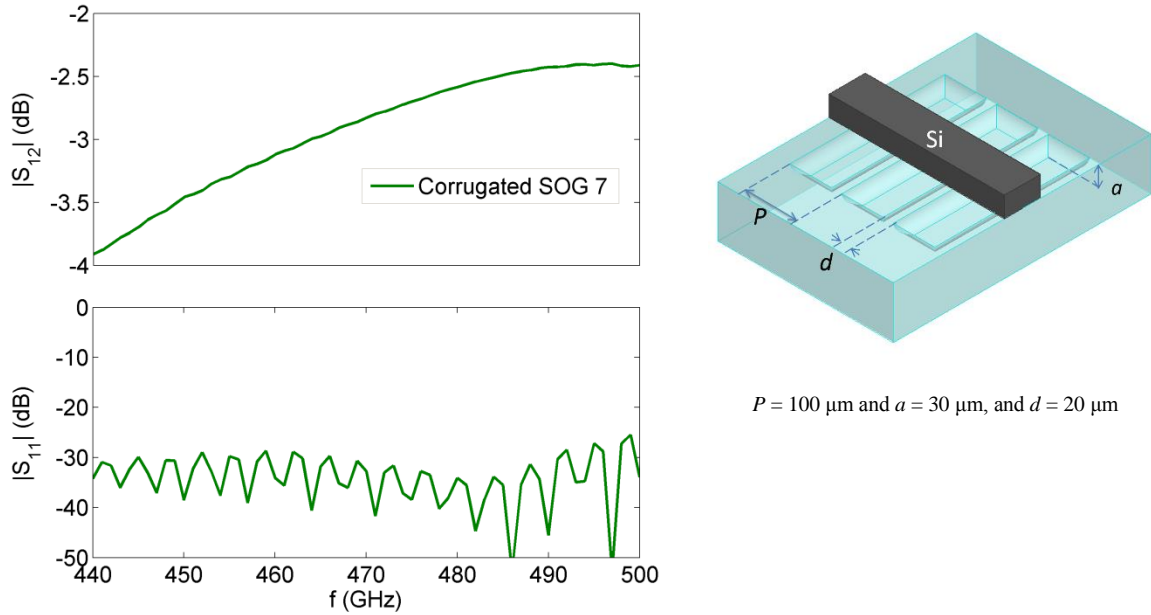 |S12| (dB)
-2
-2.5
-3
-3.5
-4
Corrugated SOG 7
|S11| (dB)
0
-10
-20
-30
-40
-50
440 450 460 470 480 490 500
f (GHz)
Si
P
d
a
P = 100 μm and a = 30 μm, and d = 20 μm